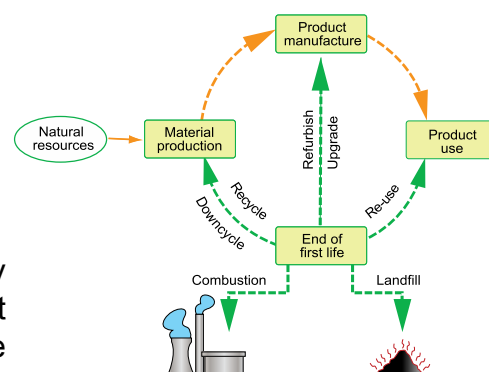 Product
manufacture
Natural
resources
Material
production
Refurbish
Upgrade
Product
use
Recycle
Downcycle
Re-use
End of
first life
Combustion
Landfill
y
t
e